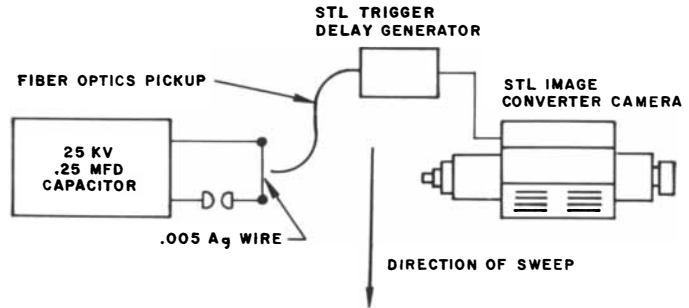 STL TRIGGER
DELAY GENERATOR
FIBER OPTICS PICKUP
STL IMAGE
CONVERTER CAMERA
25 KV
.25 MFD
CAPACITOR
.005 Ag WIRE
DIRECTION OF SWEEP